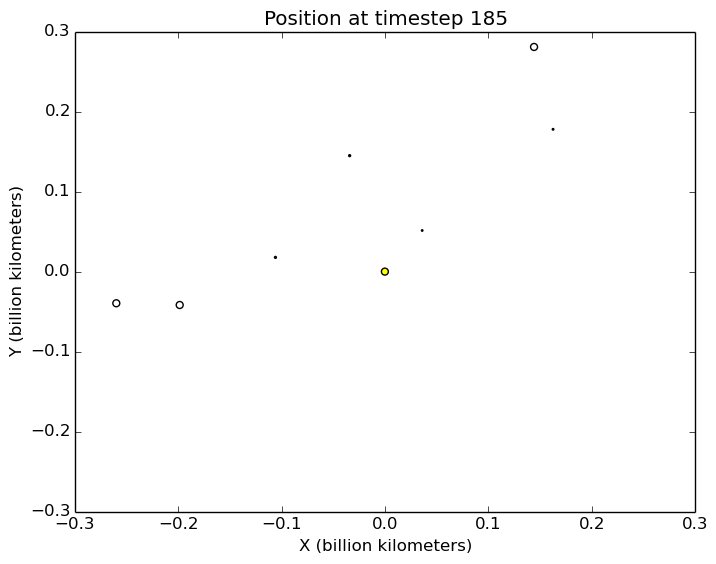 Position at timestep 185
0.3
0.2
0.1
0.0
−0.1
−0.2
−0.3
Y (billion kilometers)
−0.3 −0.2 −0.1 0.0 0.1 0.2 0.3
X (billion kilometers)